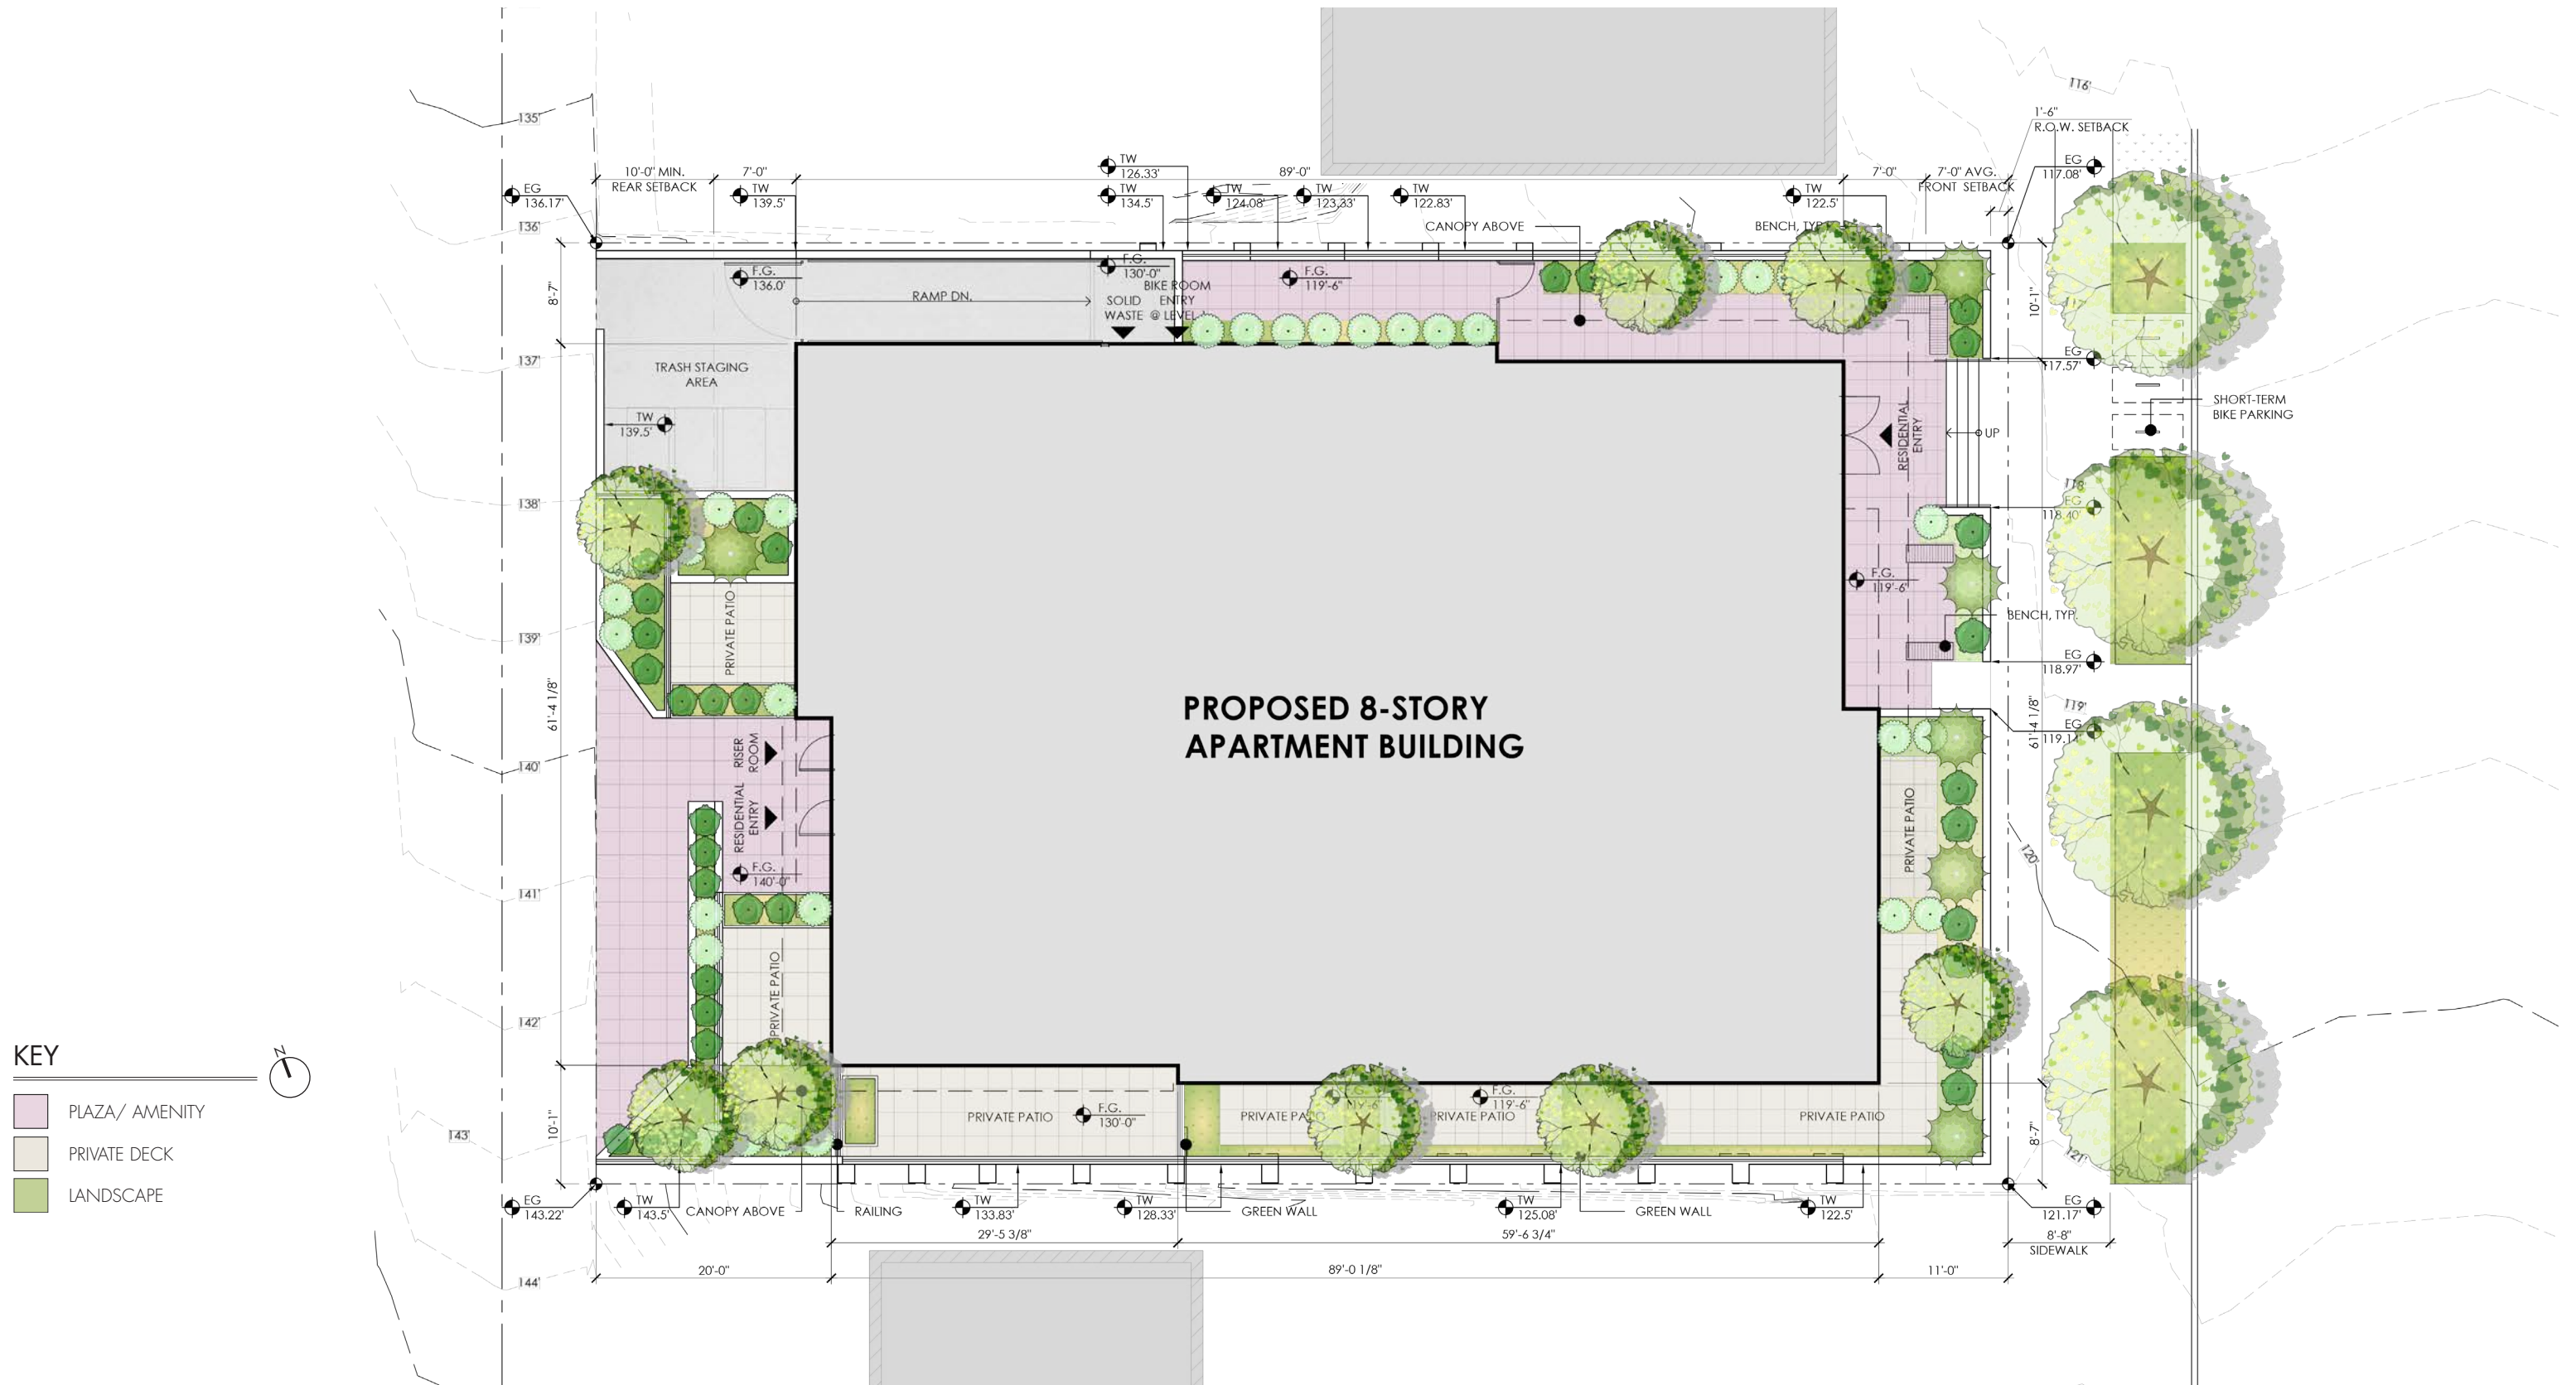 116'
1'-6"
R.O.W. SETBACK
135'
TW
126.33'
EG
117.08'
10'-0" MIN.
REAR SETBACK
7'-0"
89'-0"
7'-0"
7'-0" AVG.
FRONT SETBACK
EG
136.17'
TW
139.5'
TW
134.5'
TW
124.08'
TW
123.33'
TW
122.83'
TW
122.5'
136'
CANOPY ABOVE
BENCH, TYP
F.G.
136.0'
F.G.
130'-0"
F.G.
119'-6"
BIKE ROOM
ENTRY
@ LEVEL
SOLID
WASTE
RAMP DN.
8'-7"
10'-1"
137'
TRASH STAGING
AREA
EG
117.57'
SHORT-TERM
BIKE PARKING
TW
139.5'
RESIDENTIAL
ENTRY
UP
118'
EG
118.40'
138'
F.G.
119'-6"
BENCH, TYP.
139'
PRIVATE PATIO
EG
118.97'
61'-4 1/8"
PROPOSED 8-STORY
APARTMENT BUILDING
119'
EG
61'-4 1/8"
140'
RISER
ROOM
RESIDENTIAL
ENTRY
PRIVATE PATIO
120'
F.G.
140'-0"
141'
PRIVATE PATIO
142'
KEY
N
PLAZA/ AMENITY
PRIVATE DECK
LANDSCAPE
143'
10'-1"
PRIVATE PATIO
F.G.
130'-0"
F.G.
119'-6"
PRIVATE PATIO
PRIVATE PATIO
8'-7"
121'
EG
143.22'
TW
143.5'
CANOPY ABOVE
RAILING
TW
133.83'
TW
128.33'
GREEN WALL
TW
125.08'
GREEN WALL
TW
122.5'
EG
121.17'
29'-5 3/8"
59'-6 3/4"
8'-8"
SIDEWALK
144'
20'-0"
89'-0 1/8"
11'-0"